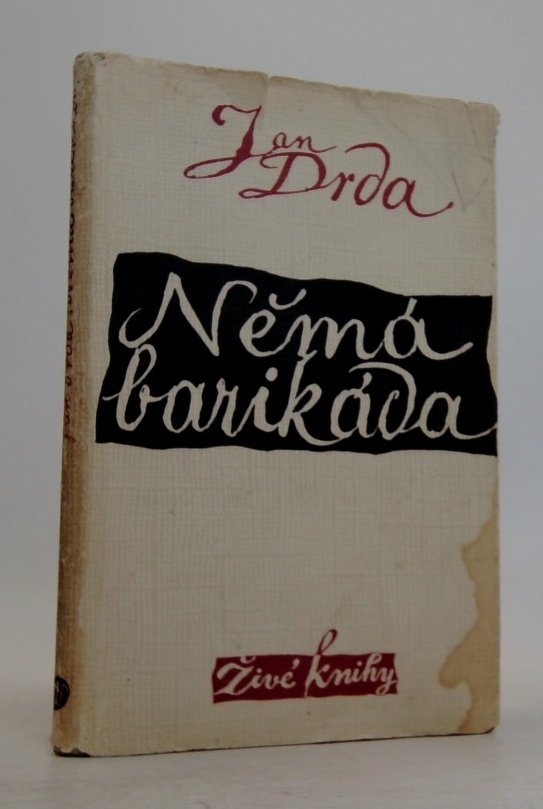 Jan
Drda
Němá
barikáda
Živé knihy